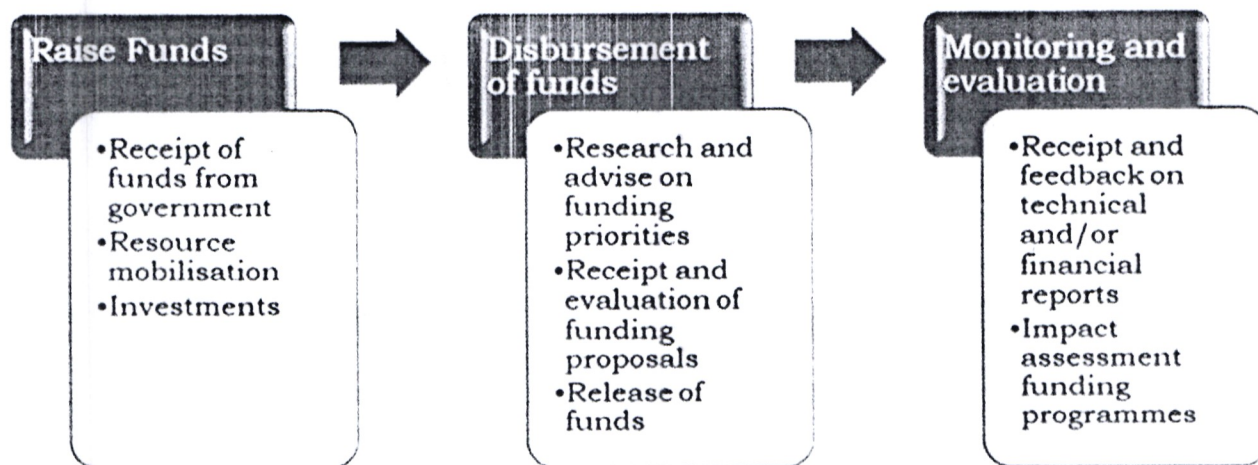 Raise Funds
•Receipt of
funds from
government
•Resource
mobilisation
•Investments
Disbursement
of funds
•Research and
advise on
funding
priorities
•Receipt and
evaluation of
funding
proposals
•Release of
funds
Monitoring and
evaluation
•Receipt and
feedback on
technical
and/or
financial
reports
•Impact
assessment
funding
programmes